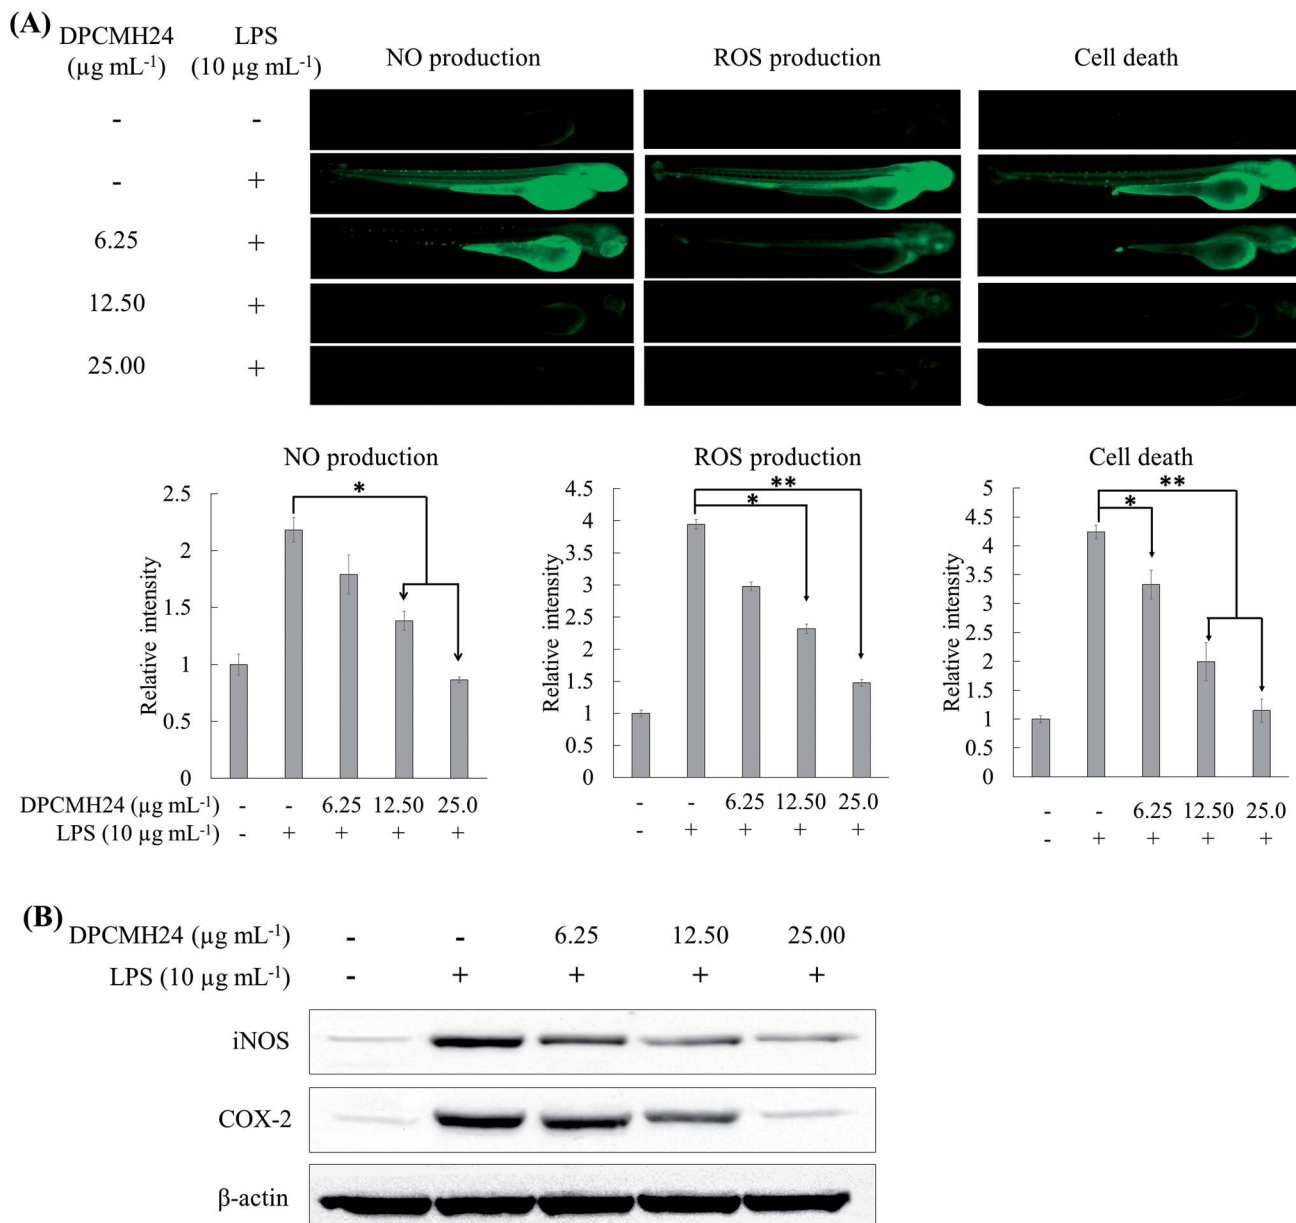 (A)
DPCMH24 LPS
(µg mL-1) (10 µg mL-1) NO production ROS production Cell death
- -
- +
6.25 +
12.50 +
25.00 +
NO production
Relative intensity
2.5
2
1.5
1
0.5
0
*
ROS production
Relative intensity
4.5
4
3.5
3
2.5
2
1.5
1
0.5
0
**
*
Cell death
Relative intensity
5
4.5
4
3.5
3
2.5
2
1.5
1
0.5
0
**
*
DPCMH24 (µg mL-1) - - 6.25 12.50 25.0 - - 6.25 12.50 25.0 - - 6.25 12.50 25.0
LPS (10 µg mL-1) - + + + + - + + + + - + + + +
(B)
DPCMH24 (µg mL-1) - - 6.25 12.50 25.00
LPS (10 µg mL-1) - + + + +
iNOS
COX-2
β-actin